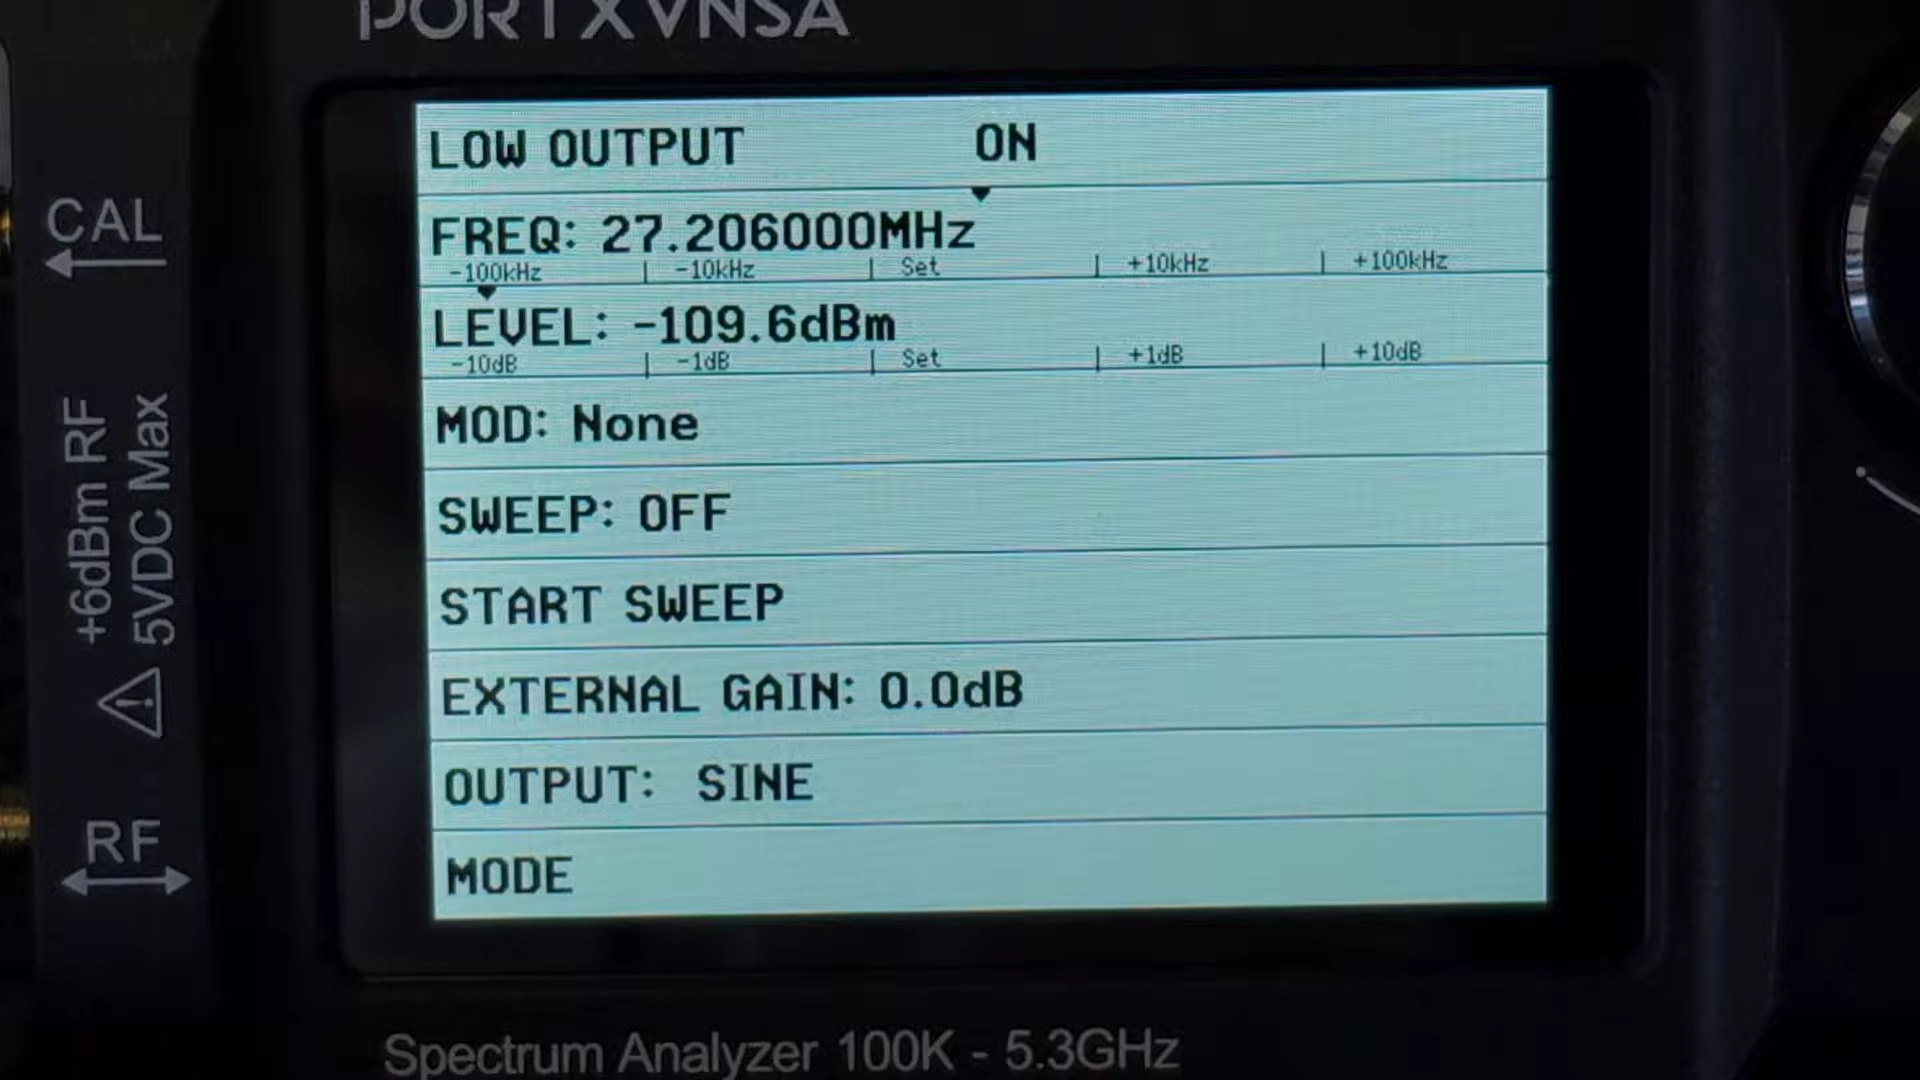 PORTXVNSA
LOW OUTPUT ON
FREQ: 27.206000MHz
-100kHz | -10kHz | Set | +10kHz | +100kHz
LEVEL: -109.6dBm
-10dB | -1dB | Set | +1dB | +10dB
MOD: None
SWEEP: OFF
START SWEEP
EXTERNAL GAIN: 0.0dB
OUTPUT: SINE
MODE
CAL
+6dBm RF
5VDC Max
RF
Spectrum Analyzer 100K - 5.3GHz